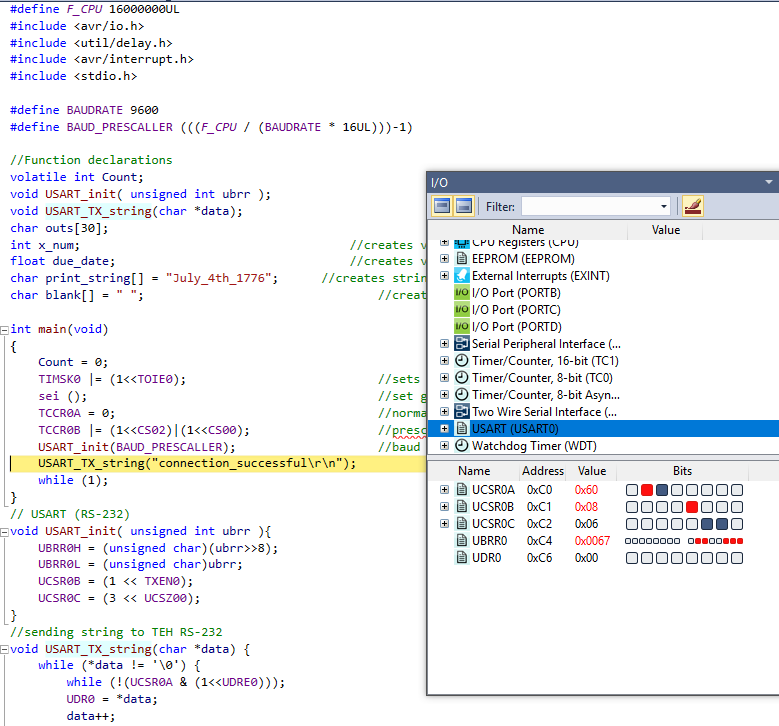 #define F_CPU 16000000UL
#include <avr/io.h>
#include <util/delay.h>
#include <avr/interrupt.h>
#include <stdio.h>
#define BAUDRATE 9600
#define BAUD_PRESCALLER (((F_CPU / (BAUDRATE * 16UL)))-1)
//Function declarations
volatile int Count;
void USART_init( unsigned int ubrr );
void USART_TX_string(char *data);
char outs[30];
int x_num; //creates v
float due_date; //creates v
char print_string[] = "July_4th_1776"; //creates strin
char blank[] = " "; //creat
int main(void)
{
Count = 0;
TIMSK0 |= (1<<TOIE0); //sets
sei (); //set g
TCCR0A = 0; //norma
TCCR0B |= (1<<CS02)|(1<<CS00); //presc
USART_init(BAUD_PRESCALLER); //baud
USART_TX_string("connection_successful\r\n");
while (1);
}
// USART (RS-232)
void USART_init( unsigned int ubrr ){
UBRR0H = (unsigned char)(ubrr>>8);
UBRR0L = (unsigned char)ubrr;
UCSR0B = (1 << TXEN0);
UCSR0C = (3 << UCSZ00);
}
//sending string to TEH RS-232
void USART_TX_string(char *data) {
while (*data != '\0') {
while (!(UCSR0A & (1<<UDRE0)));
UDR0 = *data;
data++;
I/O
Filter:
Name Value
CPU Registers (CPU)
EEPROM (EEPROM)
External Interrupts (EXINT)
I/O I/O Port (PORTB)
I/O I/O Port (PORTC)
I/O I/O Port (PORTD)
Serial Peripheral Interface (...
Timer/Counter, 16-bit (TC1)
Timer/Counter, 8-bit (TC0)
Timer/Counter, 8-bit Asyn...
Two Wire Serial Interface (...
USART (USART0)
Watchdog Timer (WDT)
Name Address Value Bits
UCSR0A 0xC0 0x60
UCSR0B 0xC1 0x08
UCSR0C 0xC2 0x06
UBRR0 0xC4 0x0067
UDR0 0xC6 0x00